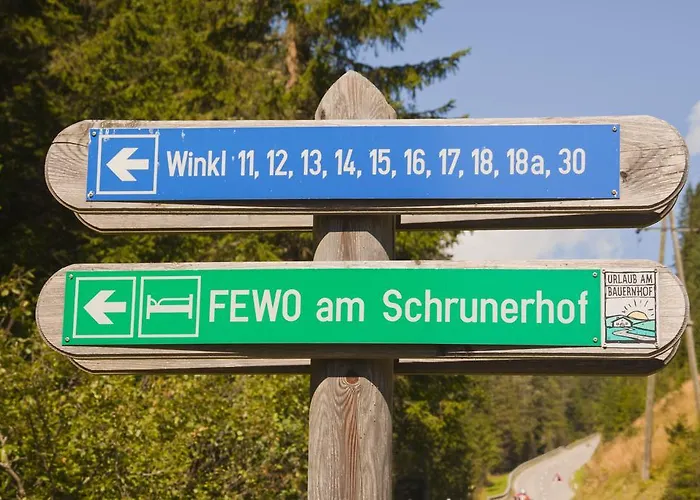 Winkl 11, 12, 13, 14, 15, 16, 17, 18, 18a, 30
FEWO am Schrunerhof
URLAUB AM
BAUERNHOF